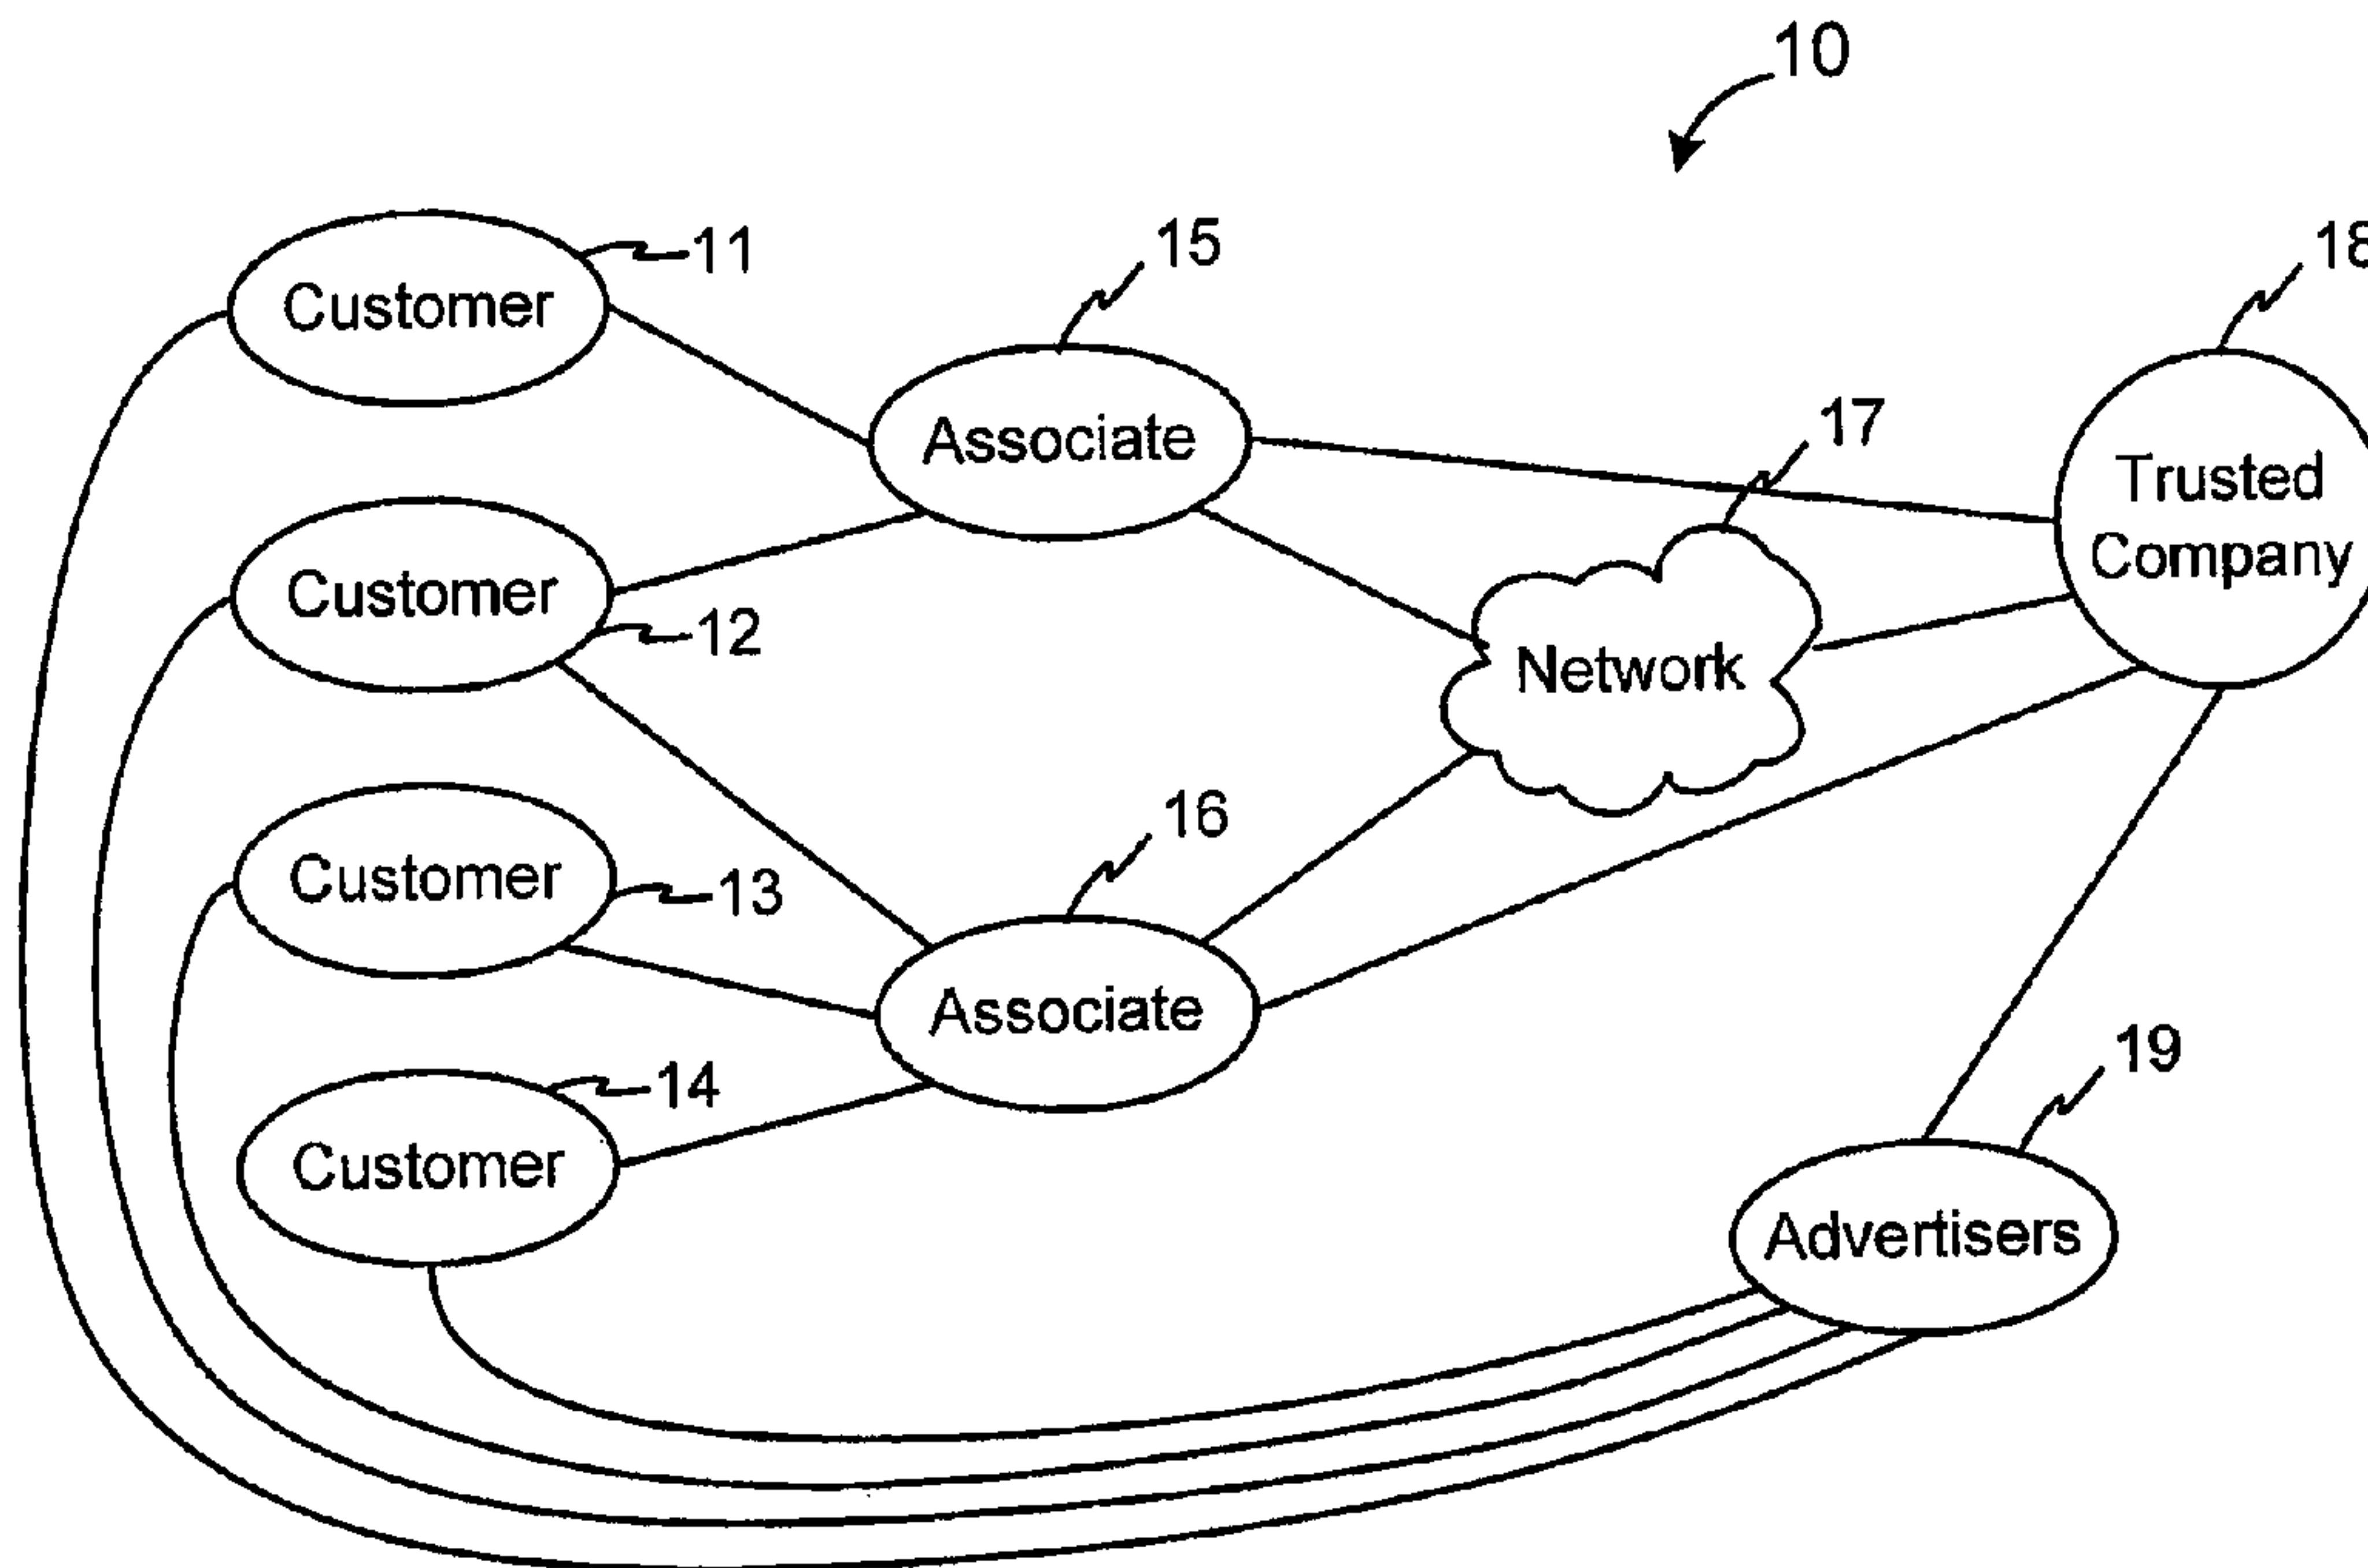 10
11
15
18
Customer
Associate
17
Trusted
Company
Customer
12
Network
16
Customer
13
Associate
19
14
Customer
Advertisers